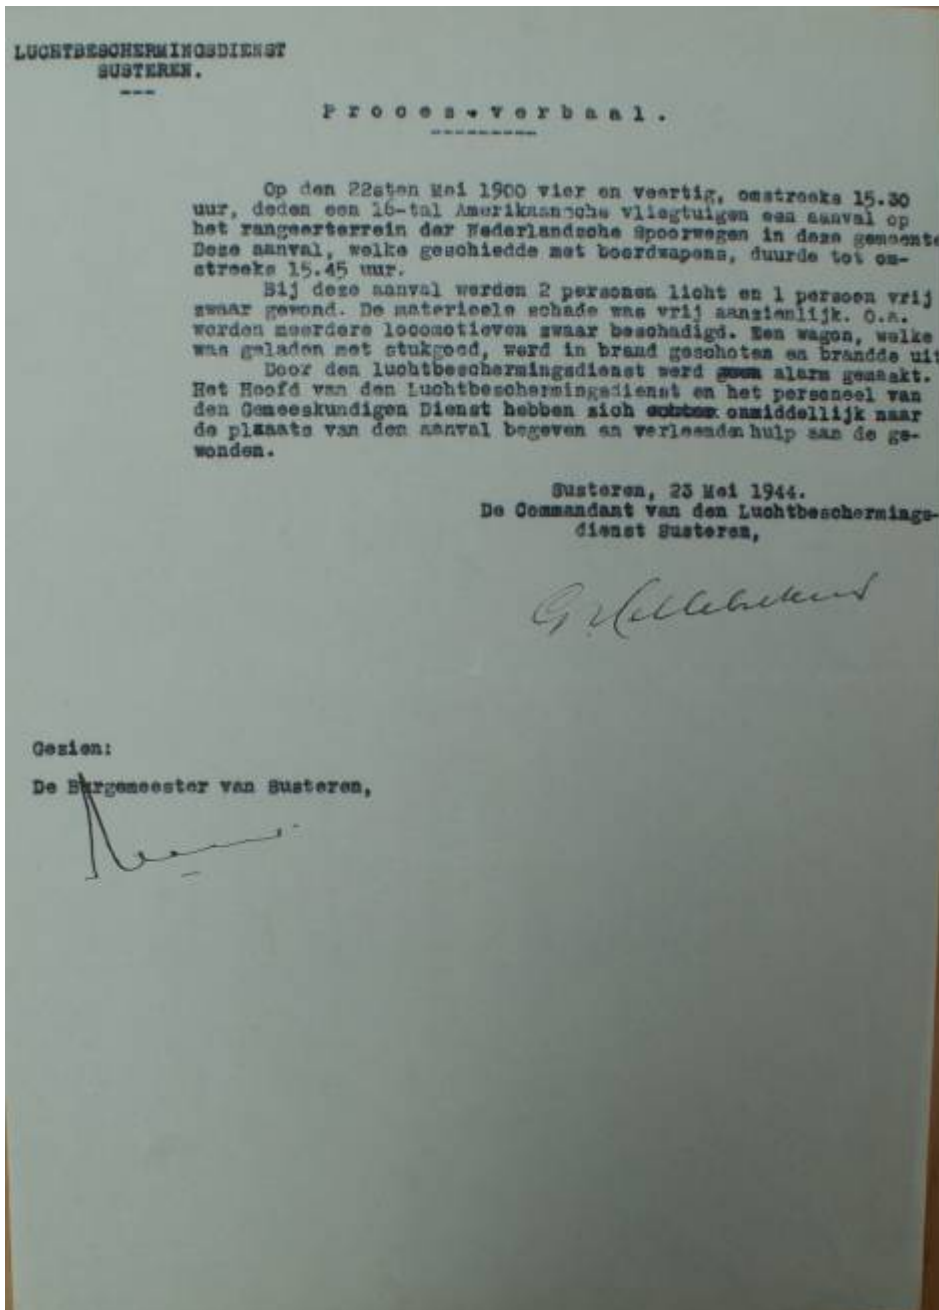 LUCHTBESCHERMINGSDIENST
SUSTEREN.
Proces-verbaal.
Op den 22sten Mei 1900 vier en veertig, omstreeks 15.30
uur, deden een 16-tal Amerikaansche vliegtuigen een aanval op
het rangeerterrein der Nederlandsche Spoorwegen in deze gemeente
Deze aanval, welke geschiedde met boordwapens, duurde tot om-
streeks 15.45 uur.
Bij deze aanval werden 2 personen licht en 1 persoon vrij
zwaar gewond. De materieele schade was vrij aanzienlijk. O.a.
werden meerdere locomotieven zwaar beschadigd. Een wagon, welke
was geladen met stukgoed, werd in brand geschoten en brandde uit
Door den luchtbeschermingsdienst werd geen alarm gemaakt.
Het Hoofd van den Luchtbeschermingsdienst en het personeel van
den Geneeskundigen Dienst hebben zich echter onmiddellijk naar
de plaats van den aanval begeven en verleenden hulp aan de ge-
wonden.
Susteren, 23 Mei 1944.
De Commandant van den Luchtbeschermings-
dienst Susteren,
Gezien:
De Burgemeester van Susteren,